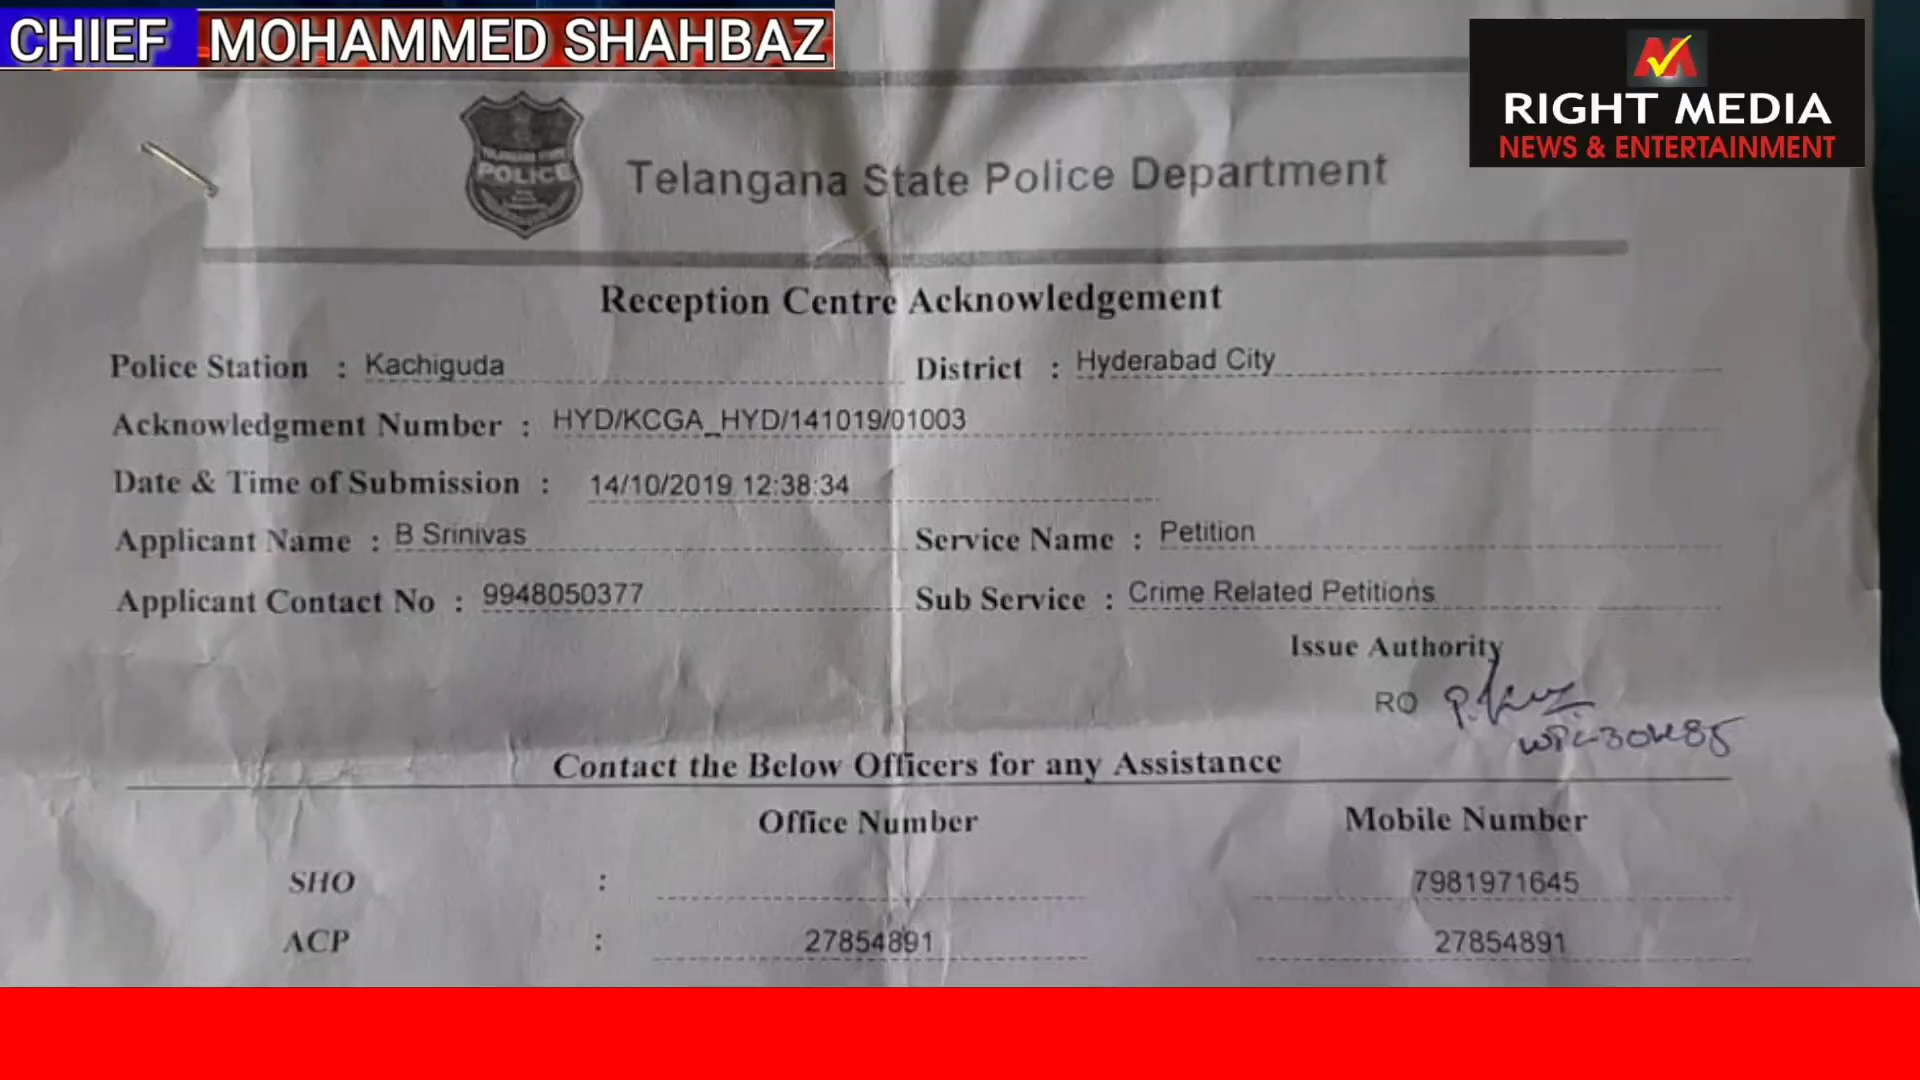 CHIEF MOHAMMED SHAHBAZ
RIGHT MEDIA
NEWS & ENTERTAINMENT
POLICE
Telangana State Police Department
Reception Centre Acknowledgement
Police Station : Kachiguda District : Hyderabad City
Acknowledgment Number : HYD/KCGA_HYD/141019/01003
Date & Time of Submission : 14/10/2019 12:38:34
Applicant Name : B Srinivas Service Name : Petition
Applicant Contact No : 9948050377 Sub Service : Crime Related Petitions
Issue Authority
RO
Contact the Below Officers for any Assistance
Office Number Mobile Number
SHO : 7981971645
ACP : 27854891 27854891